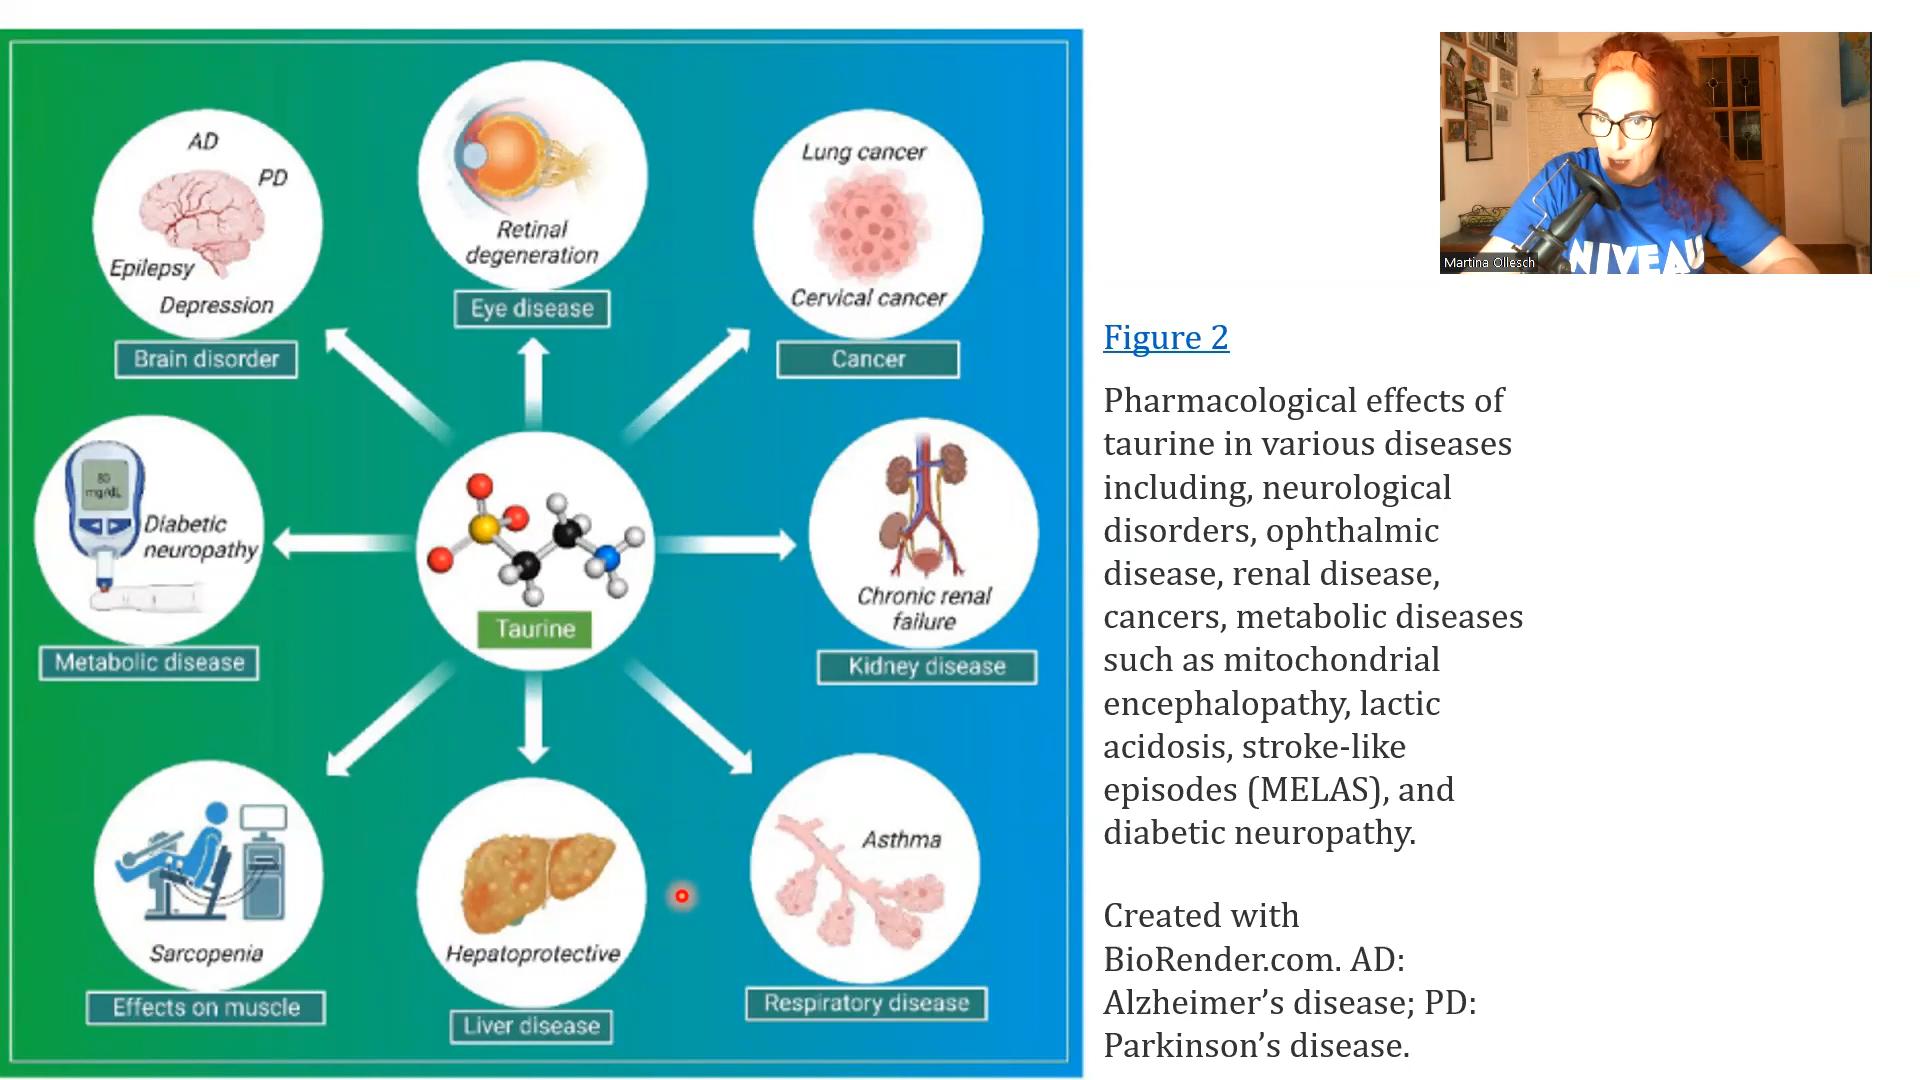 AD
PD
Epilepsy
Depression
Brain disorder
Retinal
degeneration
Eye disease
Lung cancer
Cervical cancer
Cancer
80
mg/dL
Diabetic
neuropathy
Metabolic disease
Taurine
Chronic renal
failure
Kidney disease
Sarcopenia
Effects on muscle
Hepatoprotective
Liver disease
Asthma
Respiratory disease
NIVEAU
Martina Ollesch
Figure 2
Pharmacological effects of
taurine in various diseases
including, neurological
disorders, ophthalmic
disease, renal disease,
cancers, metabolic diseases
such as mitochondrial
encephalopathy, lactic
acidosis, stroke-like
episodes (MELAS), and
diabetic neuropathy.
Created with
BioRender.com. AD:
Alzheimer’s disease; PD:
Parkinson’s disease.